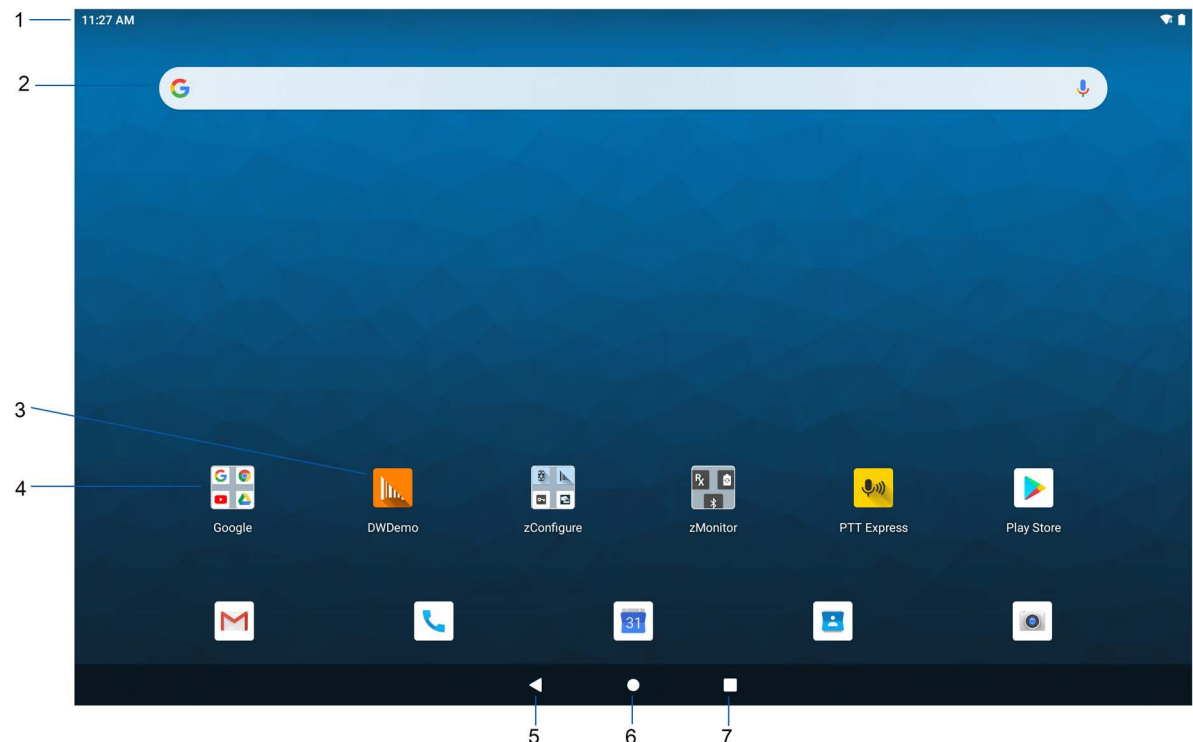 1
11:27 AM
2
3
4
Google
DWDemo
zConfigure
zMonitor
PTT Express
Play Store
31
5
6
7